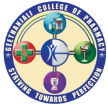 GEETHANJALI COLLEGE OF PHARMACY
STRIVING TOWARDS PERFECTION